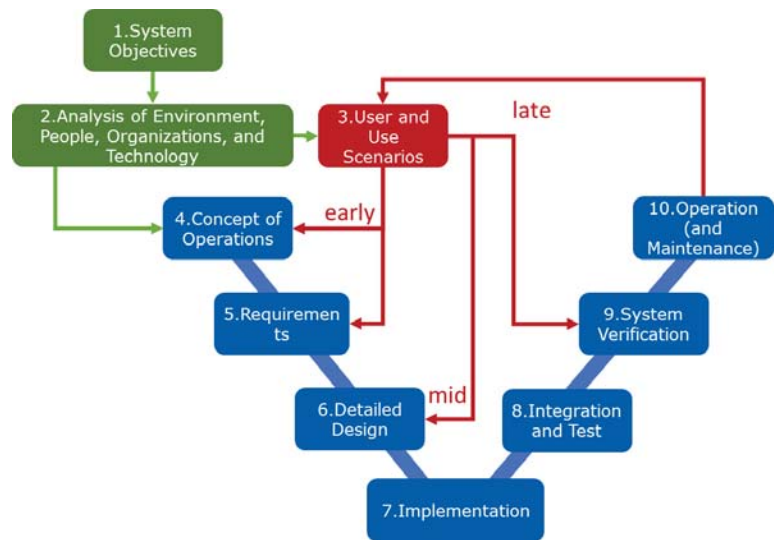 1.System
Objectives
2.Analysis of Environment,
People, Organizations, and
Technology
3.User and
Use
Scenarios
late
early
4.Concept of
Operations
10.Operation
(and
Maintenance)
5.Requiremen
ts
9.System
Verification
mid
6.Detailed
Design
8.Integration
and Test
7.Implementation